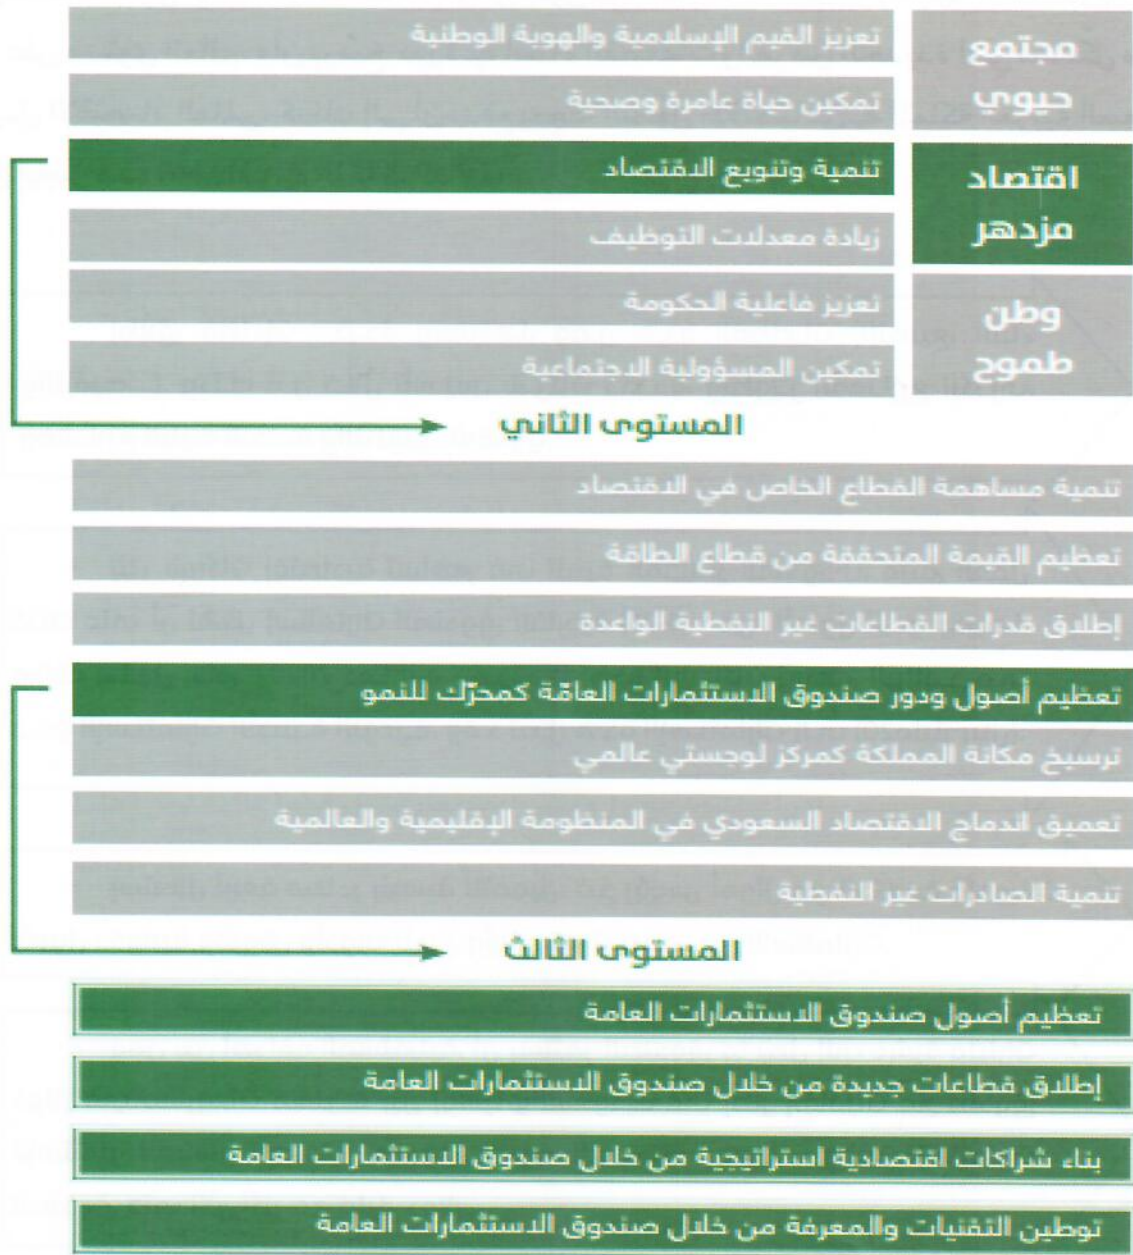 مجتمع
حيوي
تعزيز القيم الإسلامية والهوية الوطنية
تمكين حياة عامرة وصحية
اقتصاد
مزدهر
تنمية وتنويع الاقتصاد
زيادة معدلات التوظيف
وطن
طموح
تعزيز فاعلية الحكومة
تمكين المسؤولية الاجتماعية
المستوى الثاني
تنمية مساهمة القطاع الخاص في الاقتصاد
تعظيم القيمة المتحققة من قطاع الطاقة
إطلاق قدرات القطاعات غير النفطية الواعدة
تعظيم أصول ودور صندوق الاستثمارات العامّة كمحرّك للنمو
ترسيخ مكانة المملكة كمركز لوجستي عالمي
تعميق اندماج الاقتصاد السعودي في المنظومة الإقليمية والعالمية
تنمية الصادرات غير النفطية
المستوى الثالث
تعظيم أصول صندوق الاستثمارات العامة
إطلاق قطاعات جديدة من خلال صندوق الاستثمارات العامة
بناء شراكات اقتصادية استراتيجية من خلال صندوق الاستثمارات العامة
توطين التقنيات والمعرفة من خلال صندوق الاستثمارات العامة